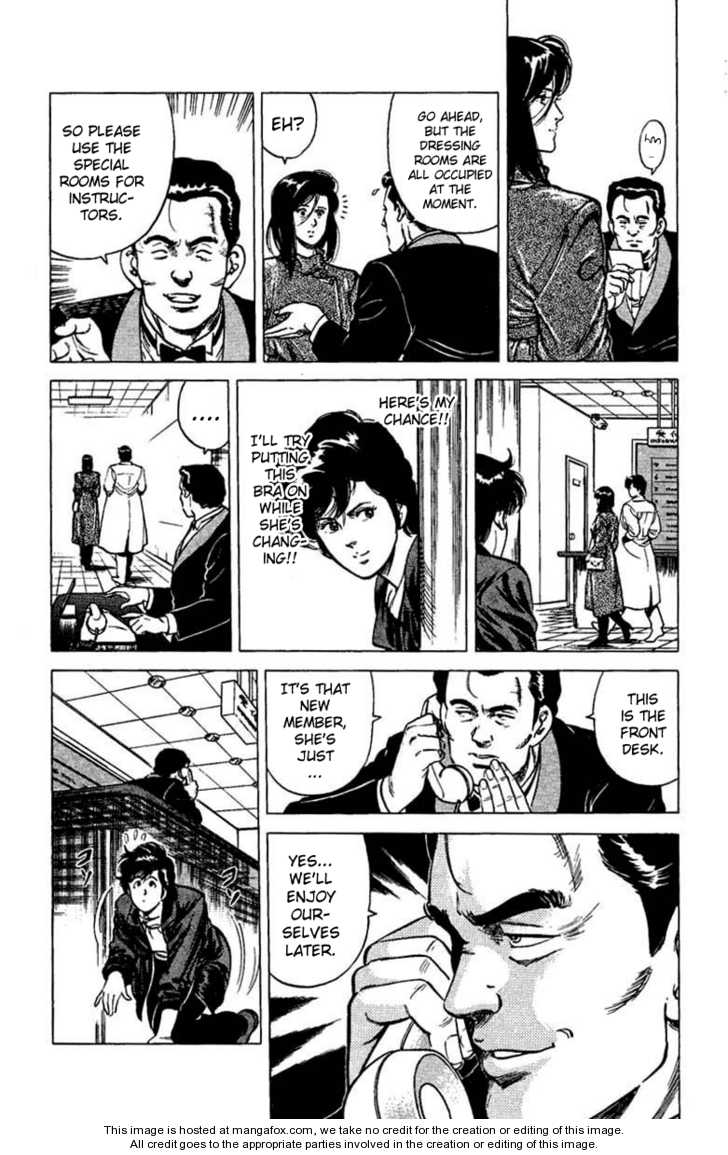 hm
...
GO AHEAD,
BUT THE
DRESSING
ROOMS ARE
ALL OCCUPIED
AT THE
MOMENT.
EH?
SO PLEASE
USE THE
SPECIAL
ROOMS FOR
INSTRUC-
TORS.
HERE'S MY
CHANCE!!
I'LL TRY
PUTTING
THIS
BRA ON
WHILE
SHE'S
CHANG-
ING!!
....
THIS
IS THE
FRONT
DESK.
IT'S THAT
NEW
MEMBER,
SHE'S
JUST
...
YES...
WE'LL
ENJOY
OUR-
SELVES
LATER.
This image is hosted at mangafox.com, we take no credit for the creation or editing of this image.
All credit goes to the appropriate parties involved in the creation or editing of this image.